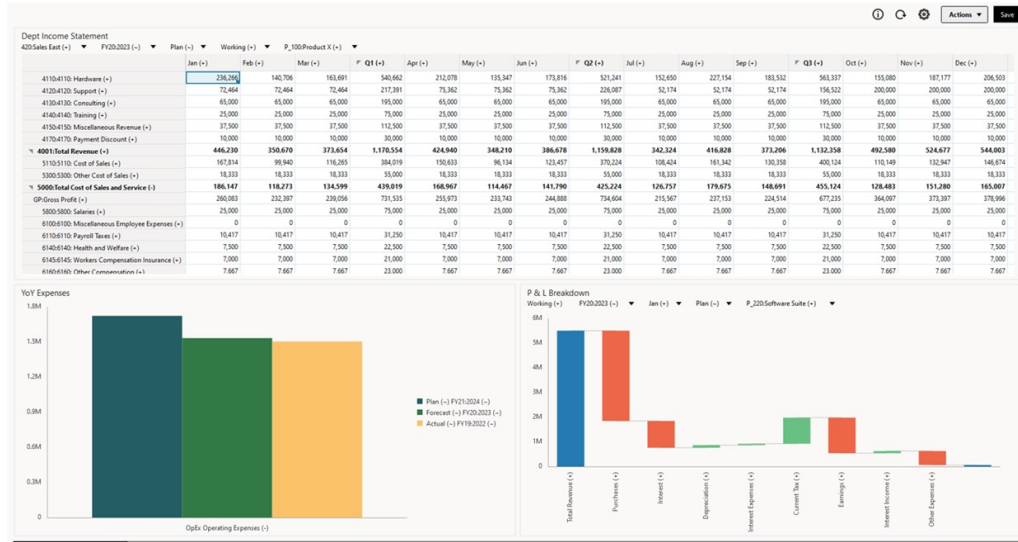 Actions ▼ Save
Dept Income Statement
420:Sales East (+) ▼ FY20:2023 (~) ▼ Plan (~) ▼ Working (+) ▼ P_100:Product X (+) ▼
Jan (+) Feb (+) Mar (+) Q1 (+) Apr (+) May (+) Jun (+) Q2 (+) Jul (+) Aug (+) Sep (+) Q3 (+) Oct (+) Nov (+) Dec (+)
4110:4110: Hardware (+) 236,266 140,706 163,691 540,662 212,078 135,347 173,816 521,241 152,650 227,154 183,532 563,337 155,080 187,177 206,503
4120:4120: Support (+) 72,464 72,464 72,464 217,391 75,362 75,362 75,362 226,087 52,174 52,174 52,174 156,522 200,000 200,000 200,000
4130:4130: Consulting (+) 65,000 65,000 65,000 195,000 65,000 65,000 65,000 195,000 65,000 65,000 65,000 195,000 65,000 65,000 65,000
4140:4140: Training (+) 25,000 25,000 25,000 75,000 25,000 25,000 25,000 75,000 25,000 25,000 25,000 75,000 25,000 25,000 25,000
4150:4150: Miscellaneous Revenue (+) 37,500 37,500 37,500 112,500 37,500 37,500 37,500 112,500 37,500 37,500 37,500 112,500 37,500 37,500 37,500
4170:4170: Payment Discount (+) 10,000 10,000 10,000 30,000 10,000 10,000 10,000 30,000 10,000 10,000 10,000 30,000 10,000 10,000 10,000
4001:Total Revenue (+) 446,230 350,670 373,654 1,170,554 424,940 348,210 386,678 1,159,828 342,324 416,828 373,206 1,132,358 492,580 524,677 544,003
5110:5110: Cost of Sales (+) 167,814 99,940 116,265 384,019 150,633 96,134 123,457 370,224 108,424 161,342 130,358 400,124 110,149 132,947 146,674
5300:5300: Other Cost of Sales (+) 18,333 18,333 18,333 55,000 18,333 18,333 18,333 55,000 18,333 18,333 18,333 55,000 18,333 18,333 18,333
5000:Total Cost of Sales and Service (-) 186,147 118,273 134,599 439,019 168,967 114,467 141,790 425,224 126,757 179,675 148,691 455,124 128,483 151,280 165,007
GP:Gross Profit (+) 260,083 232,397 239,056 731,535 255,973 233,743 244,888 734,604 215,567 237,153 224,514 677,235 364,097 373,397 378,996
5800:5800: Salaries (+) 25,000 25,000 25,000 75,000 25,000 25,000 25,000 75,000 25,000 25,000 25,000 75,000 25,000 25,000 25,000
6100:6100: Miscellaneous Employee Expenses (+) 0 0 0 0 0 0 0 0 0 0 0 0 0 0 0
6110:6110: Payroll Taxes (+) 10,417 10,417 10,417 31,250 10,417 10,417 10,417 31,250 10,417 10,417 10,417 31,250 10,417 10,417 10,417
6140:6140: Health and Welfare (+) 7,500 7,500 7,500 22,500 7,500 7,500 7,500 22,500 7,500 7,500 7,500 22,500 7,500 7,500 7,500
6145:6145: Workers Compensation Insurance (+) 7,000 7,000 7,000 21,000 7,000 7,000 7,000 21,000 7,000 7,000 7,000 21,000 7,000 7,000 7,000
6160:6160: Other Compensation (+) 7,667 7,667 7,667 23,000 7,667 7,667 7,667 23,000 7,667 7,667 7,667 23,000 7,667 7,667 7,667
YoY Expenses
1.8M
1.5M
1.2M
0.9M
0.6M
0.3M
0
OpEx Operating Expenses (-)
Plan (~) FY21:2024 (~)
Forecast (~) FY20:2023 (~)
Actual (~) FY19:2022 (~)
P & L Breakdown
Working (+) FY20:2023 (~) ▼ Jan (+) ▼ Plan (~) ▼ P_220:Software Suite (+) ▼
6M
5M
4M
3M
2M
1M
0
Total Revenue (+)
Purchases (+)
Interest (+)
Depreciation (+)
Interest Expenses (+)
Current Tax (+)
Earnings (+)
Interest Income (+)
Other Expenses (+)